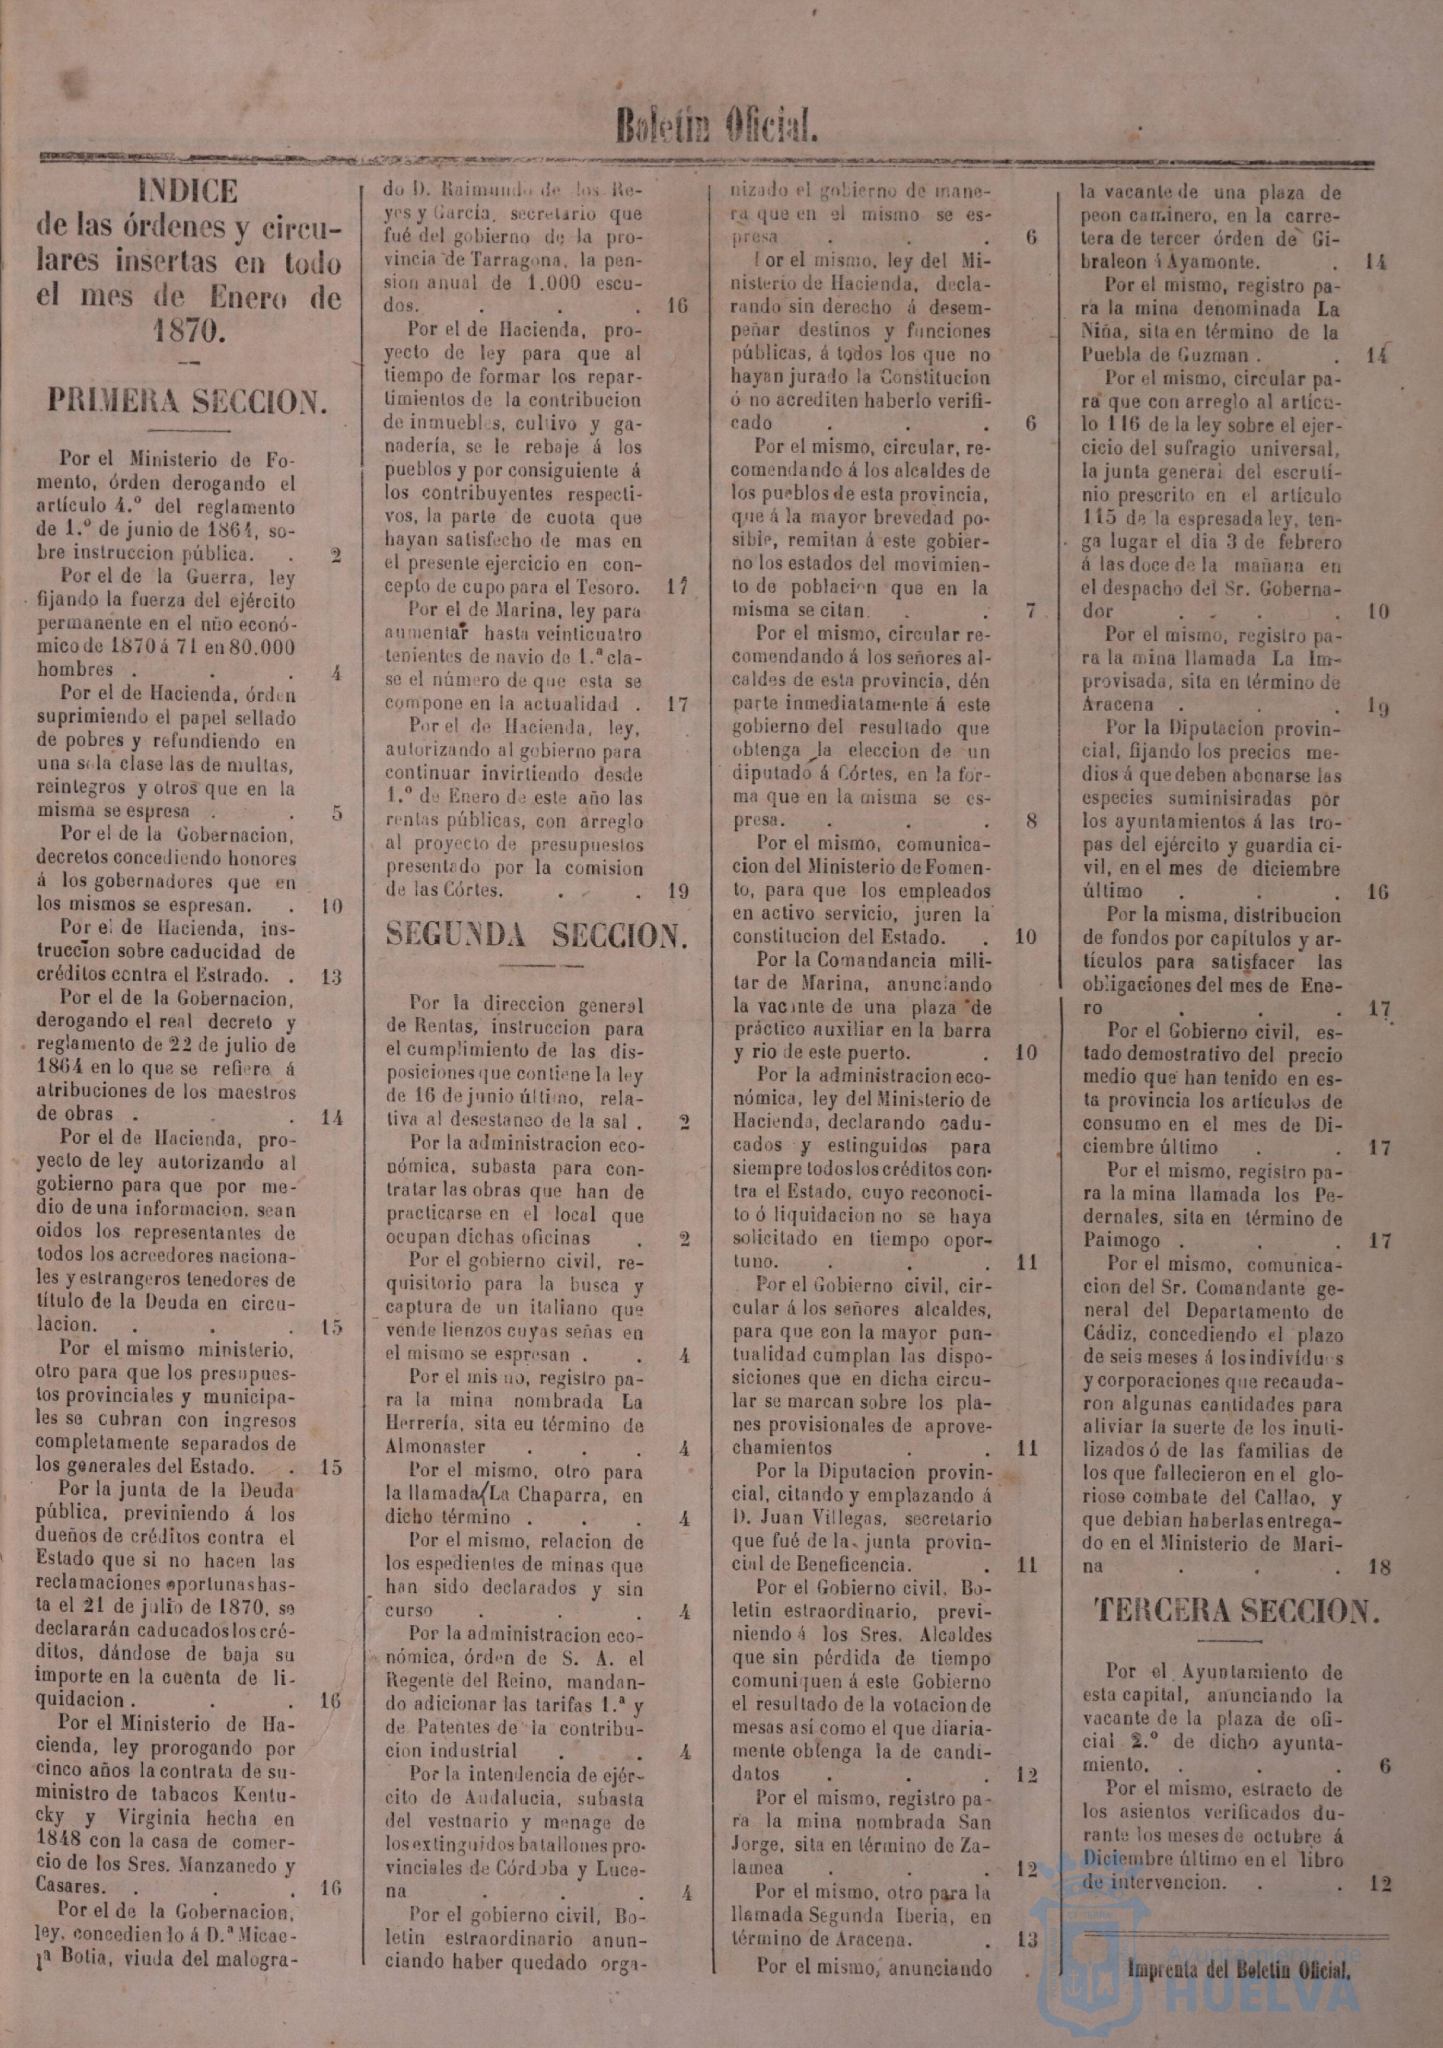 Boletin Oficial.
INDICE
de las órdenes y circu-
lares insertas en todo
el mes de Enero de
1870.
PRIMERA SECCION.
Por el Ministerio de Fo-
mento, órden derogando el
artículo 4.º del reglamento
de 1.º de junio de 1864, so-
bre instruccion pública. . 2
Por el de la Guerra, ley
fijando la fuerza del ejército
permanente en el nño econó-
mico de 1870 á 71 en 80.000
hombres . . . 4
Por el de Hacienda, órden
suprimiendo el papel sellado
de pobres y refundiendo en
una sola clase las de multas,
reintegros y otros que en la
misma se espresa . . 5
Por el de la Gobernacion,
decretos concediendo honores
á los gobernadores que en
los mismos se espresan. . 10
Por el de Hacienda, ins-
truccion sobre caducidad de
créditos contra el Estrado. . 13
Por el de la Gobernacion,
derogando el real decreto y
reglamento de 22 de julio de
1864 en lo que se refiere á
atribuciones de los maestros
de obras . . . 14
Por el de Hacienda, pro-
yecto de ley autorizando al
gobierno para que por me-
dio de una informacion, sean
oidos los representantes de
todos los acreedores naciona-
les y estrangeros tenedores de
título de la Deuda en circu-
lacion. . . . 15
Por el mismo ministerio,
otro para que los presupues-
tos provinciales y municipa-
les se cubran con ingresos
completamente separados de
los generales del Estado. . 15
Por la junta de la Deuda
pública, previniendo á los
dueños de créditos contra el
Estado que si no hacen las
reclamaciones oportunas has-
ta el 21 de julio de 1870, se
declararán caducados los cré-
ditos, dándose de baja su
importe en la cuenta de li-
quidacion . . . 16
Por el Ministerio de Ha-
cienda, ley prorogando por
cinco años la contrata de su-
ministro de tabacos Kentu-
cky y Virginia hecha en
1848 con la casa de comer-
cio de los Sres. Manzanedo y
Casares. . . . 16
Por el de la Gobernacion,
ley, concediendo á D.ª Micae-
la Botia, viuda del malogra-
do D. Raimundo de los Re-
yes y García, secretario que
fué del gobierno de la pro-
vincia de Tarragona, la pen-
sion anual de 1.000 escu-
dos. . . . 16
Por el de Hacienda, pro-
yecto de ley para que al
tiempo de formar los repar-
timientos de la contribucion
de inmuebles, cultivo y ga-
nadería, se le rebaje á los
pueblos y por consiguiente á
los contribuyentes respecti-
vos, la parte de cuota que
hayan satisfecho de mas en
el presente ejercicio en con-
cepto de cupo para el Tesoro. 17
Por el de Marina, ley para
aumentar hasta veinticuatro
tenientes de navio de 1.ª cla-
se el número de que esta se
compone en la actualidad . 17
Por el de Hacienda, ley,
autorizando al gobierno para
continuar invirtiendo desde
1.º de Enero de este año las
rentas públicas, con arreglo
al proyecto de presupuestos
presentado por la comision
de las Córtes. . . 19
SEGUNDA SECCION.
Por la direccion general
de Rentas, instruccion para
el cumplimiento de las dis-
posiciones que contiene la ley
de 16 de junio último, rela-
tiva al desestanco de la sal . 2
Por la administracion eco-
nómica, subasta para con-
tratar las obras que han de
practicarse en el local que
ocupan dichas oficinas . 2
Por el gobierno civil, re-
quisitorio para la busca y
captura de un italiano que
vende lienzos cuyas señas en
el mismo se espresan . . 4
Por el mismo, registro pa-
ra la mina nombrada La
Herrería, sita eu término de
Almonaster . . . 4
Por el mismo, otro para
la llamada La Chaparra, en
dicho término . . . 4
Por el mismo, relacion de
los espedientes de minas que
han sido declarados y sin
curso . . . 4
Por la administracion eco-
nómica, órden de S. A. el
Regente del Reino, mandan-
do adicionar las tarifas 1.ª y
de Patentes de la contribu-
cion industrial . . 4
Por la intendencia de ejér-
cito de Audalucia, subasta
del vestnario y menage de
los extinguidos batallones pro-
vinciales de Córdoba y Luce-
na . . . 4
Por el gobierno civil, Bo-
letin estraordinario anun-
ciando haber quedado orga-
nizado el gobierno de mane-
ra que en el mismo se es-
presa . . . 6
Por el mismo, ley del Mi-
nisterio de Hacienda, decla-
rando sin derecho á desem-
peñar destinos y funciones
públicas, á todos los que no
hayan jurado la Constitucion
ó no acrediten haberlo verifi-
cado . . . 6
Por el mismo, circular, re-
comendando á los alcaldes de
los pueblos de esta provincia,
que á la mayor brevedad po-
sible, remitan á este gobier-
no los estados del movimien-
to de poblacion que en la
misma se citan. . . 7
Por el mismo, circular re-
comendando á los señores al-
caldes de esta provincia, dén
parte inmediatamente á este
gobierno del resultado que
obtenga la eleccion de un
diputado á Córtes, en la for-
ma que en la misma se es-
presa. . . . 8
Por el mismo, comunica-
cion del Ministerio de Fomen-
to, para que los empleados
en activo servicio, juren la
constitucion del Estado. . 10
Por la Comandancia mili-
tar de Marina, anunciando
la vacante de una plaza de
práctico auxiliar en la barra
y rio de este puerto. . 10
Por la administracion eco-
nómica, ley del Ministerio de
Hacienda, declarando cadu-
cados y estinguidos para
siempre todos los créditos con-
tra el Estado, cuyo reconoci-
to ó liquidacion no se haya
solicitado en tiempo opor-
tuno. . . . 11
Por el Gobierno civil, cir-
cular á los señores alcaldes,
para que con la mayor pun-
tualidad cumplan las dispo-
siciones que en dicha circu-
lar se marcan sobre los pla-
nes provisionales de aprove-
chamientos . . 11
Por la Diputacion provin-
cial, citando y emplazando á
D. Juan Villegas, secretario
que fué de la junta provin-
cial de Beneficencia. . 11
Por el Gobierno civil, Bo-
letin estraordinario, previ-
niendo á los Sres. Alcaldes
que sin pérdida de tiempo
comuniquen á este Gobierno
el resultado de la votacion de
mesas así como el que diaria-
mente obtenga la de candi-
datos . . . 12
Por el mismo, registro pa-
ra la mina nombrada San
Jorge, sita en término de Za-
lamea . . . 12
Por el mismo, otro para la
llamada Segunda Iberia, en
término de Aracena. . 13
Por el mismo, anunciando
la vacante de una plaza de
peon caminero, en la carre-
tera de tercer órden de Gi-
braleon á Ayamonte. . 14
Por el mismo, registro pa-
ra la mina denominada La
Niña, sita en término de la
Puebla de Guzman . . 14
Por el mismo, circular pa-
ra que con arreglo al artícu-
lo 116 de la ley sobre el ejer-
cicio del sufragio universal,
la junta general del escruti-
nio prescrito en el artículo
115 de la espresada ley, ten-
ga lugar el dia 3 de febrero
á las doce de la mañana en
el despacho del Sr. Goberna-
dor . . . 10
Por el mismo, registro pa-
ra la mina llamada La Im-
provisada, sita en término de
Aracena . . . 19
Por la Diputacion provin-
cial, fijando los precios me-
dios á que deben abonarse las
especies suminisiradas por
los ayuntamientos á las tro-
pas del ejército y guardia ci-
vil, en el mes de diciembre
último . . . 16
Por la misma, distribucion
de fondos por capítulos y ar-
tículos para satisfacer las
obligaciones del mes de Ene-
ro . . . 17
Por el Gobierno civil, es-
tado demostrativo del precio
medio que han tenido en es-
ta provincia los artículos de
consumo en el mes de Di-
ciembre último . . 17
Por el mismo, registro pa-
ra la mina llamada los Pe-
dernales, sita en término de
Paimogo . . . 17
Por el mismo, comunica-
cion del Sr. Comandante ge-
neral del Departamento de
Cádiz, concediendo el plazo
de seis meses á los individuos
y corporaciones que recauda-
ron algunas cantidades para
aliviar la suerte de los inuti-
lizados ó de las familias de
los que fallecieron en el glo-
rioso combate del Callao, y
que debian haberlas entrega-
do en el Ministerio de Mari-
na . . . 18
TERCERA SECCION.
Por el Ayuntamiento de
esta capital, anunciando la
vacante de la plaza de ofi-
cial 2.º de dicho ayunta-
miento. . . . 6
Por el mismo, estracto de
los asientos verificados du-
rante los meses de octubre á
Diciembre último en el libro
de intervencion. . . 12
Imprenta del Boletin Oficial.
Ayuntamiento de
HUELVA